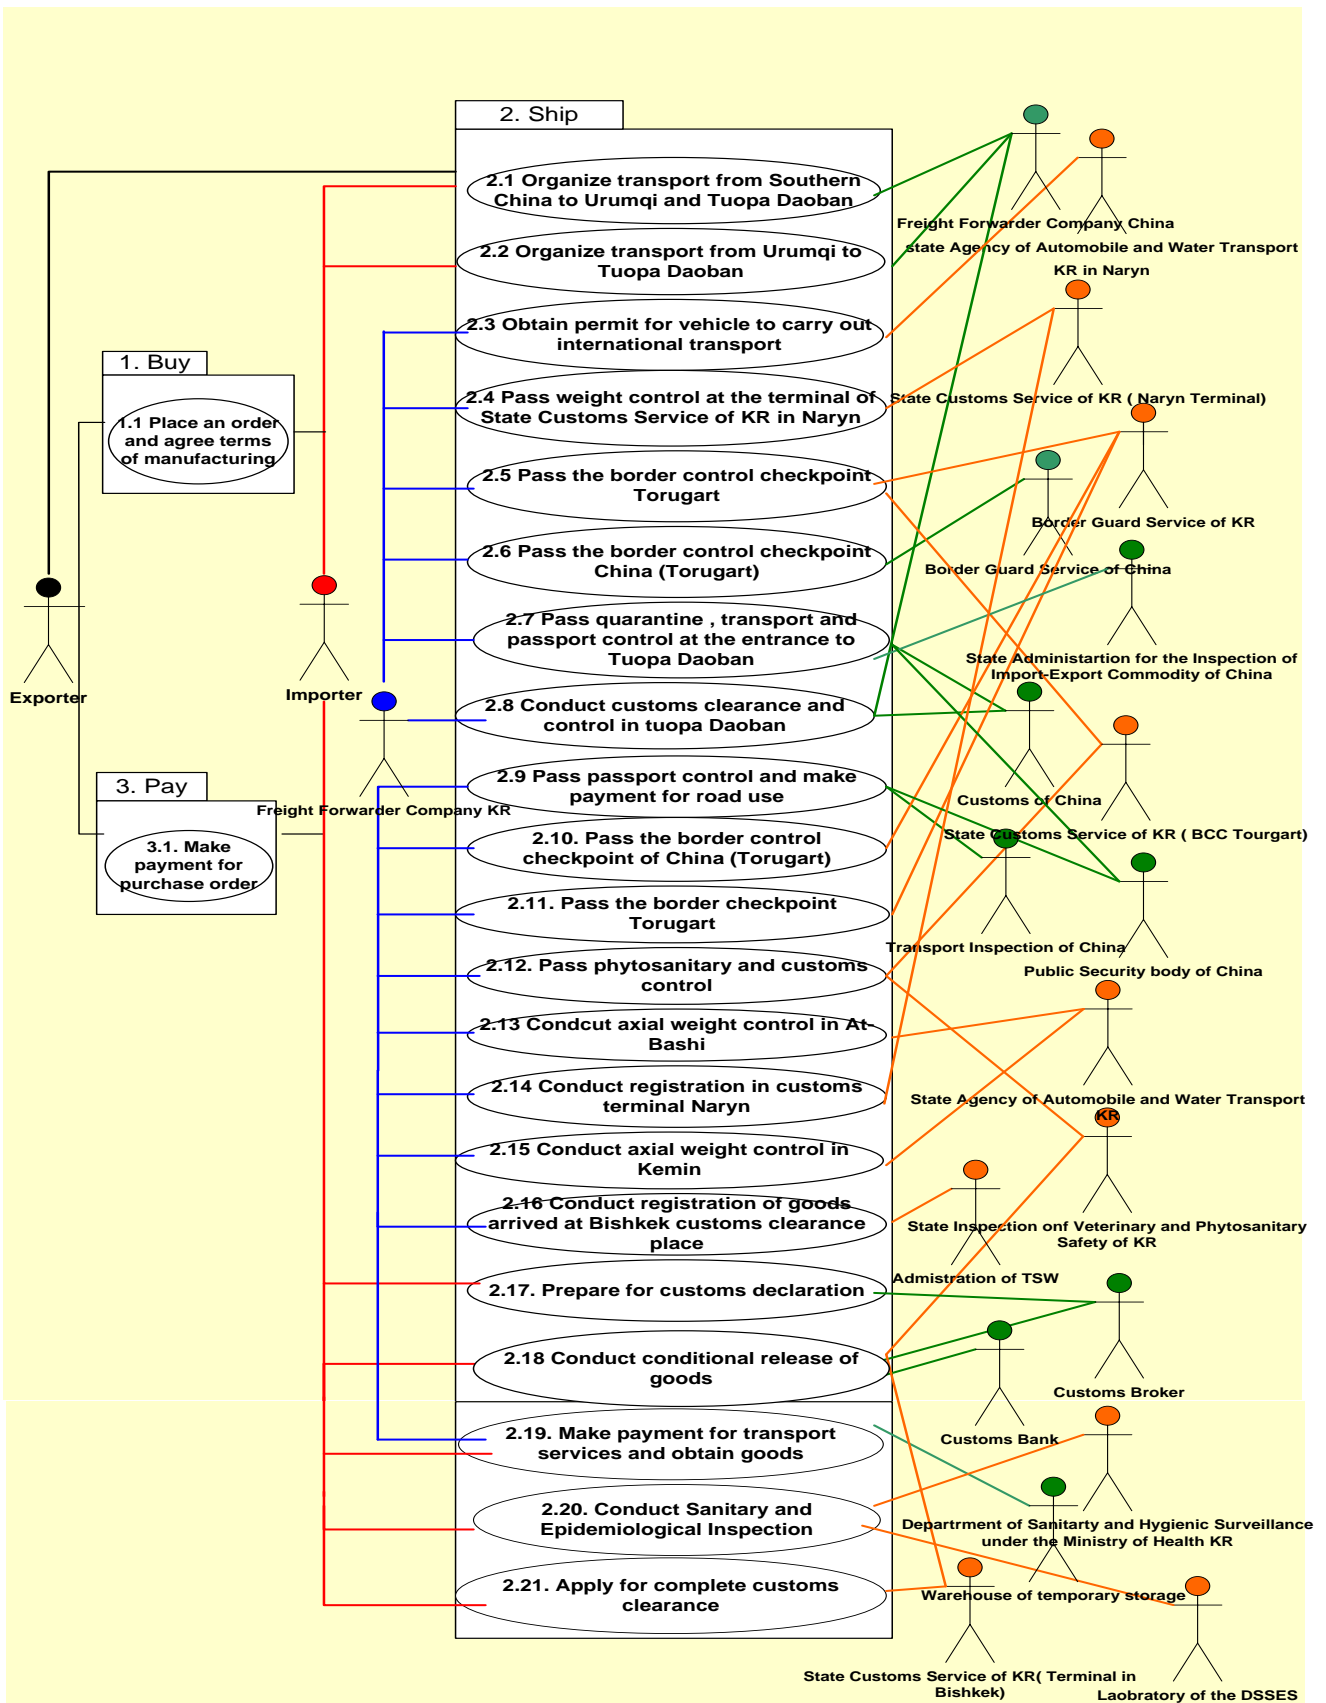 2. Ship
2.1 Organize transport from Southern
China to Urumqi and Tuopa Daoban
2.2 Organize transport from Urumqi to
Tuopa Daoban
2.3 Obtain permit for vehicle to carry out
international transport
2.4 Pass weight control at the terminal of
State Customs Service of KR in Naryn
2.5 Pass the border control checkpoint
Torugart
2.6 Pass the border control checkpoint
China (Torugart)
2.7 Pass quarantine , transport and
passport control at the entrance to
Tuopa Daoban
2.8 Conduct customs clearance and
control in tuopa Daoban
2.9 Pass passport control and make
payment for road use
2.10. Pass the border control
checkpoint of China (Torugart)
2.11. Pass the border checkpoint
Torugart
2.12. Pass phytosanitary and customs
control
2.13 Condcut axial weight control in At-
Bashi
2.14 Conduct registration in customs
terminal Naryn
2.15 Conduct axial weight control in
Kemin
2.16 Conduct registration of goods
arrived at Bishkek customs clearance
place
2.17. Prepare for customs declaration
2.18 Conduct conditional release of
goods
2.19. Make payment for transport
services and obtain goods
2.20. Conduct Sanitary and
Epidemiological Inspection
2.21. Apply for complete customs
clearance
1. Buy
1.1 Place an order
and agree terms
of manufacturing
Exporter
Importer
Freight Forwarder Company KR
3. Pay
3.1. Make
payment for
purchase order
Freight Forwarder Company China
state Agency of Automobile and Water Transport
KR in Naryn
State Customs Service of KR ( Naryn Terminal)
Border Guard Service of KR
Border Guard Service of China
State Administartion for the Inspection of
Import-Export Commodity of China
Customs of China
State Customs Service of KR ( BCC Tourgart)
Transport Inspection of China
Public Security body of China
State Agency of Automobile and Water Transport
KR
State Inspection onf Veterinary and Phytosanitary
Safety of KR
Admistration of TSW
Customs Broker
Customs Bank
Departrment of Sanitarty and Hygienic Surveillance
under the Ministry of Health KR
Warehouse of temporary storage
State Customs Service of KR( Terminal in
Bishkek)
Laobratory of the DSSES